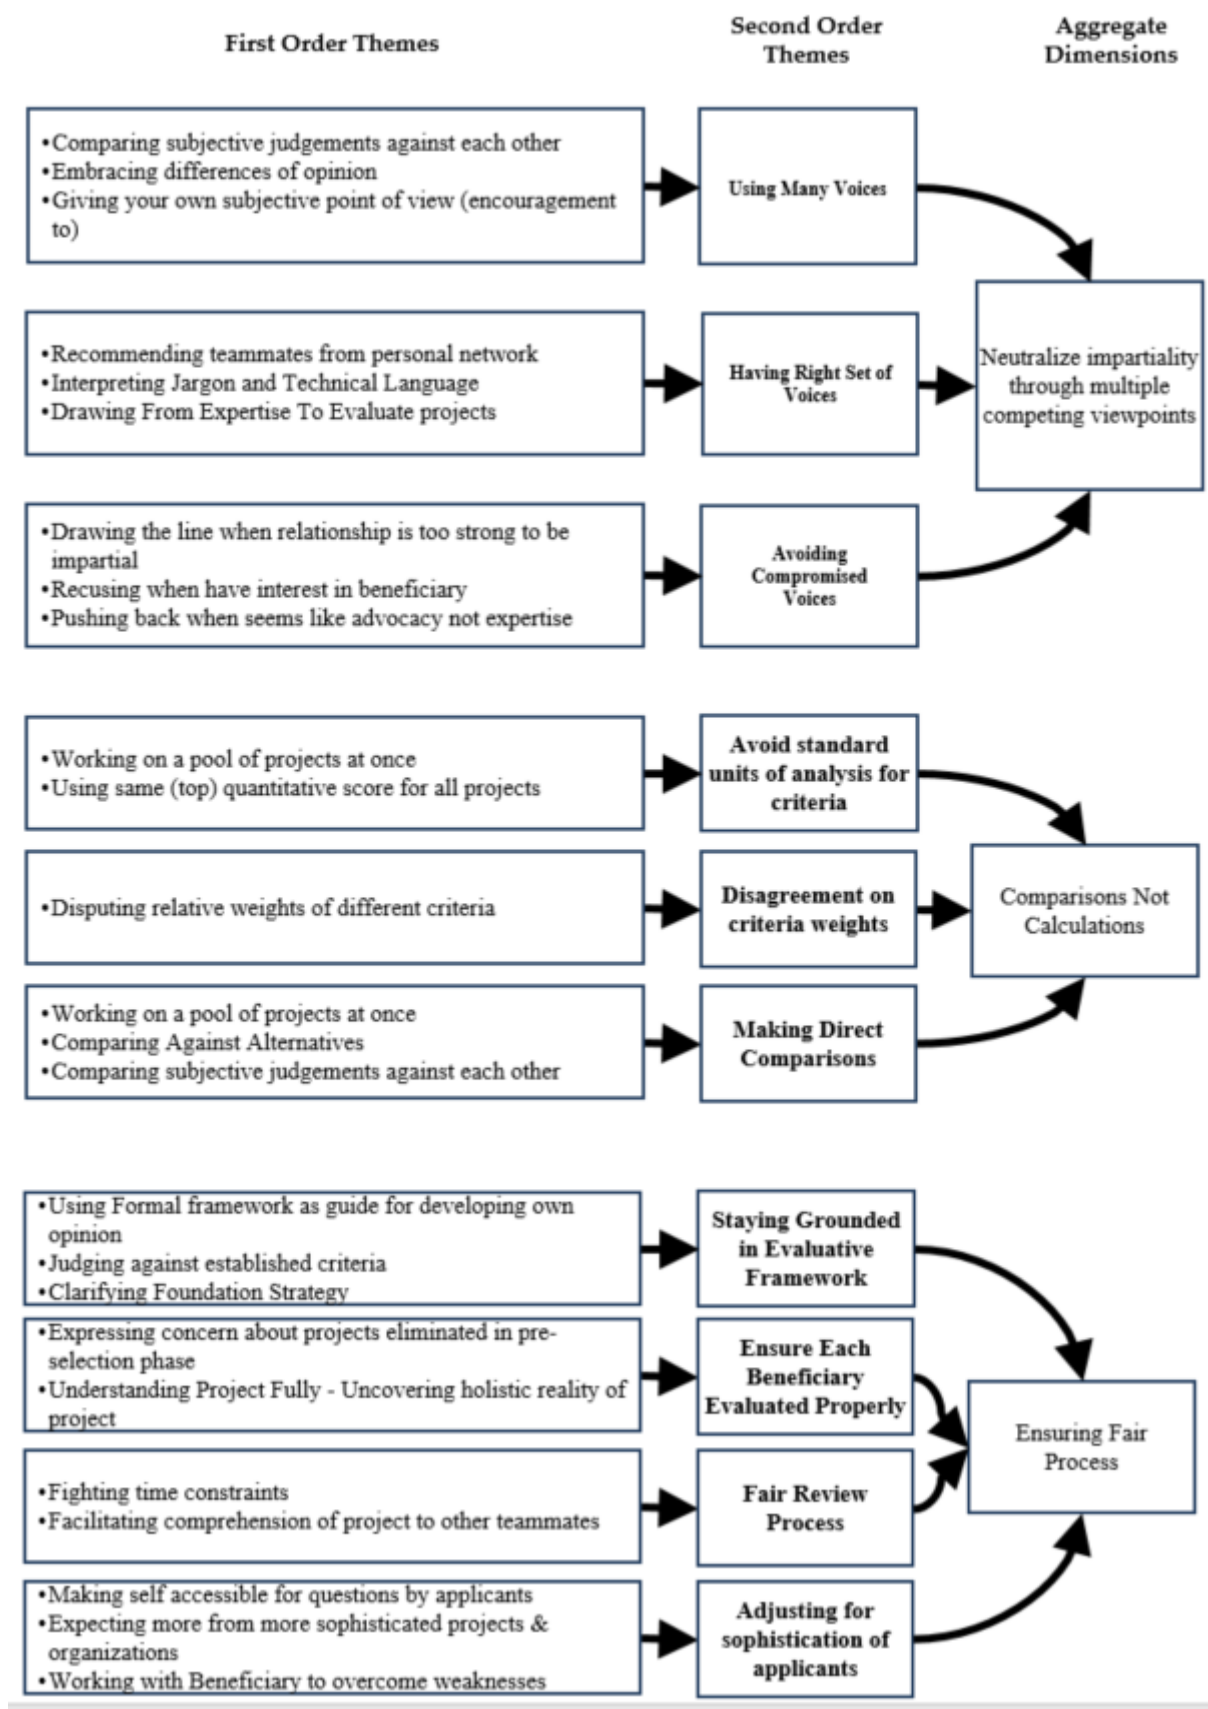 First Order Themes
Second Order
Themes
Aggregate
Dimensions
•Comparing subjective judgements against each other
•Embracing differences of opinion
•Giving your own subjective point of view (encouragement
to)
Using Many Voices
•Recommending teammates from personal network
•Interpreting Jargon and Technical Language
•Drawing From Expertise To Evaluate projects
Having Right Set of
Voices
Neutralize impartiality
through multiple
competing viewpoints
•Drawing the line when relationship is too strong to be
impartial
•Recusing when have interest in beneficiary
•Pushing back when seems like advocacy not expertise
Avoiding
Compromised
Voices
•Working on a pool of projects at once
•Using same (top) quantitative score for all projects
Avoid standard
units of analysis for
criteria
•Disputing relative weights of different criteria
Disagreement on
criteria weights
Comparisons Not
Calculations
•Working on a pool of projects at once
•Comparing Against Alternatives
•Comparing subjective judgements against each other
Making Direct
Comparisons
•Using Formal framework as guide for developing own
opinion
•Judging against established criteria
•Clarifying Foundation Strategy
Staying Grounded
in Evaluative
Framework
•Expressing concern about projects eliminated in pre-
selection phase
•Understanding Project Fully - Uncovering holistic reality of
project
Ensure Each
Beneficiary
Evaluated Properly
Ensuring Fair
Process
•Fighting time constraints
•Facilitating comprehension of project to other teammates
Fair Review
Process
•Making self accessible for questions by applicants
•Expecting more from more sophisticated projects &
organizations
•Working with Beneficiary to overcome weaknesses
Adjusting for
sophistication of
applicants